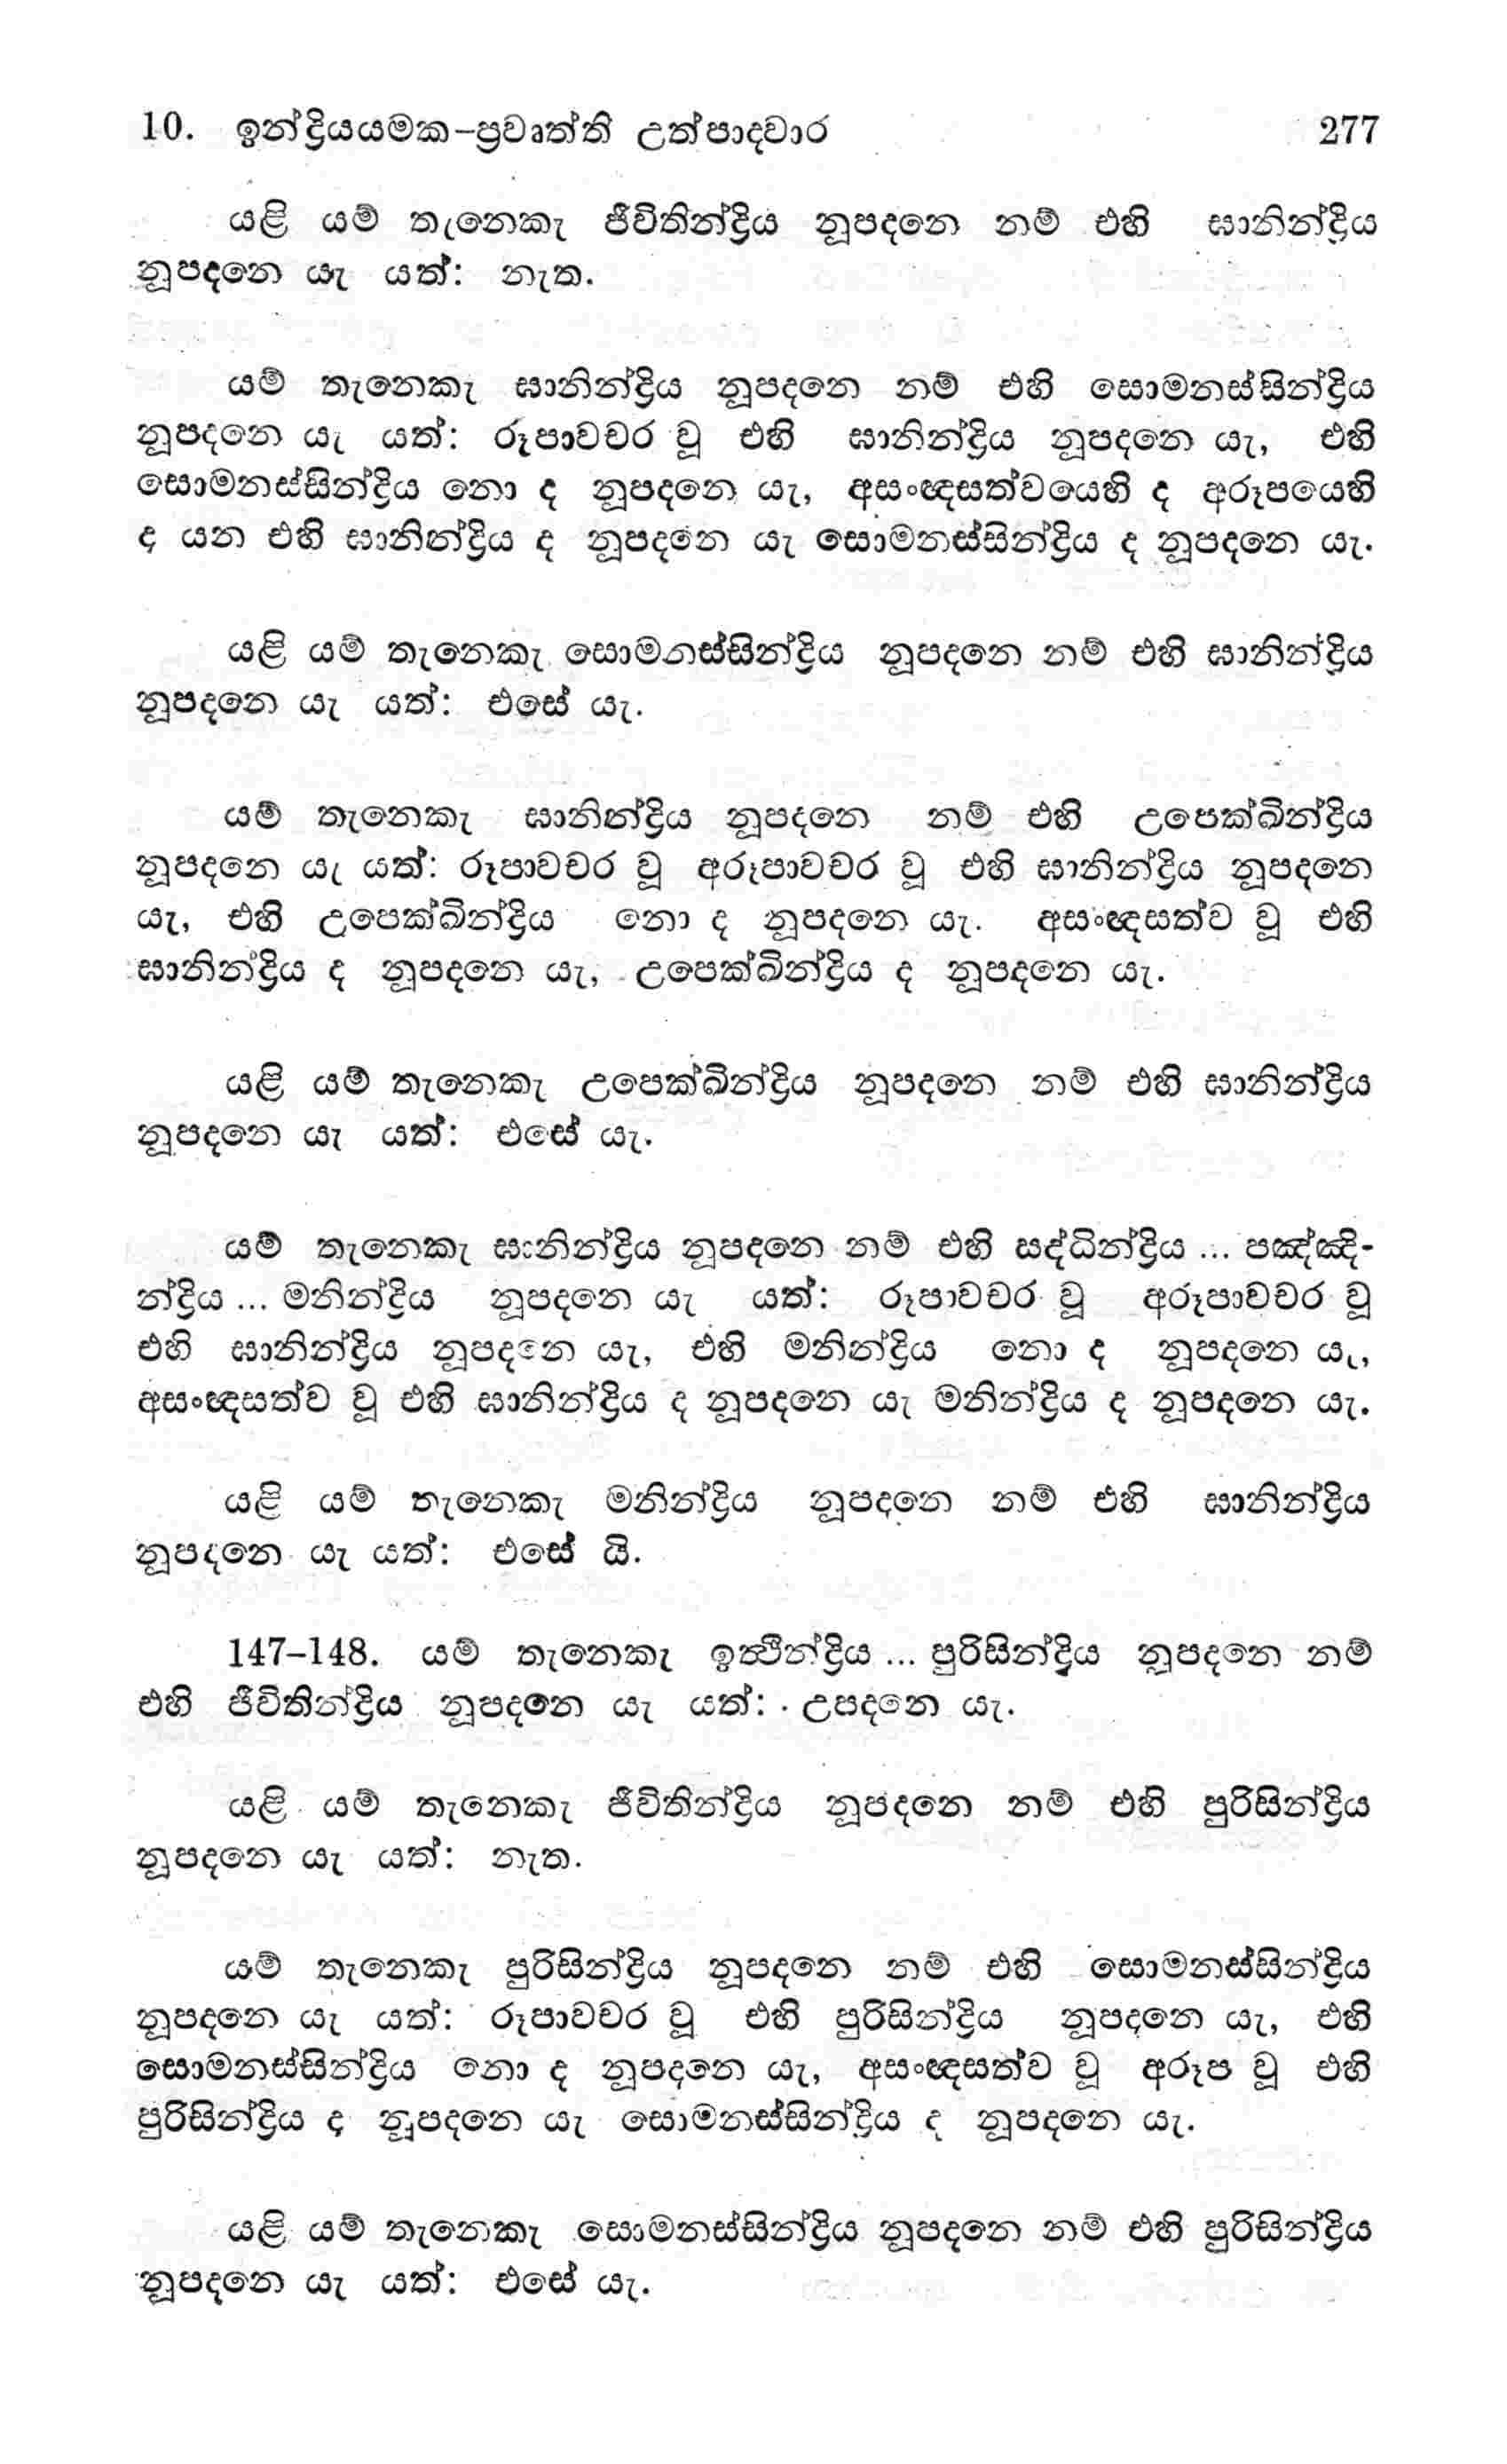 10. ඉන්ද්‍රියයමක-ප්‍රවෘත්ති උත්පාදවාර 277
යළි යම් තැනෙකැ ජීවිතින්ද්‍රිය නූපදනෙ නම් එහි ඝානින්ද්‍රිය
නූපදනෙ යැ යත්: නැත.
යම් තැනෙකැ ඝානින්ද්‍රිය නූපදනෙ නම් එහි සොමනස්සින්ද්‍රිය
නූපදනෙ යැ යත්: රූපාවචර වූ එහි ඝානින්ද්‍රිය නූපදනෙ යැ, එහි
සොමනස්සින්ද්‍රිය නො ද නූපදනෙ යැ, අසංඥසත්වයෙහි ද අරූපයෙහි
ද යන එහි ඝානින්ද්‍රිය ද නූපදනෙ යැ සොමනස්සින්ද්‍රිය ද නූපදනෙ යැ.
යළි යම් තැනෙකැ සොමනස්සින්ද්‍රිය නූපදනෙ නම් එහි ඝානින්ද්‍රිය
නූපදනෙ යැ යත්: එසේ යැ.
යම් තැනෙකැ ඝානින්ද්‍රිය නූපදනෙ නම් එහි උපෙක්ඛින්ද්‍රිය
නූපදනෙ යැ යත්: රූපාවචර වූ අරූපාවචර වූ එහි ඝානින්ද්‍රිය නූපදනෙ
යැ, එහි උපෙක්ඛින්ද්‍රිය නො ද නූපදනෙ යැ. අසංඥසත්ව වූ එහි
ඝානින්ද්‍රිය ද නූපදනෙ යැ, උපෙක්ඛින්ද්‍රිය ද නූපදනෙ යැ.
යළි යම් තැනෙකැ උපෙක්ඛින්ද්‍රිය නූපදනෙ නම් එහි ඝානින්ද්‍රිය
නූපදනෙ යැ යත්: එසේ යැ.
යම් තැනෙකැ ඝානින්ද්‍රිය නූපදනෙ නම් එහි සද්ධින්ද්‍රිය ... පඤ්ඤි-
න්ද්‍රිය ... මනින්ද්‍රිය නූපදනෙ යැ යත්: රූපාවචර වූ අරූපාවචර වූ
එහි ඝානින්ද්‍රිය නූපදනෙ යැ, එහි මනින්ද්‍රිය නො ද නූපදනෙ යැ,
අසංඥසත්ව වූ එහි ඝානින්ද්‍රිය ද නූපදනෙ යැ මනින්ද්‍රිය ද නූපදනෙ යැ.
යළි යම් තැනෙකැ මනින්ද්‍රිය නූපදනෙ නම් එහි ඝානින්ද්‍රිය
නූපදනෙ යැ යත්: එසේ යි.
147-148. යම් තැනෙකැ ඉත්‍ථින්ද්‍රිය ... පුරිසින්ද්‍රිය නූපදනෙ නම්
එහි ජීවිතින්ද්‍රිය නූපදනෙ යැ යත්: උපදනෙ යැ.
යළි යම් තැනෙකැ ජීවිතින්ද්‍රිය නූපදනෙ නම් එහි පුරිසින්ද්‍රිය
නූපදනෙ යැ යත්: නැත.
යම් තැනෙකැ පුරිසින්ද්‍රිය නූපදනෙ නම් එහි සොමනස්සින්ද්‍රිය
නූපදනෙ යැ යත්: රූපාවචර වූ එහි පුරිසින්ද්‍රිය නූපදනෙ යැ, එහි
සොමනස්සින්ද්‍රිය නො ද නූපදනෙ යැ, අසංඥසත්ව වූ අරූප වූ එහි
පුරිසින්ද්‍රිය ද නූපදනෙ යැ සොමනස්සින්ද්‍රිය ද නූපදනෙ යැ.
යළි යම් තැනෙකැ සොමනස්සින්ද්‍රිය නූපදනෙ නම් එහි පුරිසින්ද්‍රිය
නූපදනෙ යැ යත්: එසේ යැ.